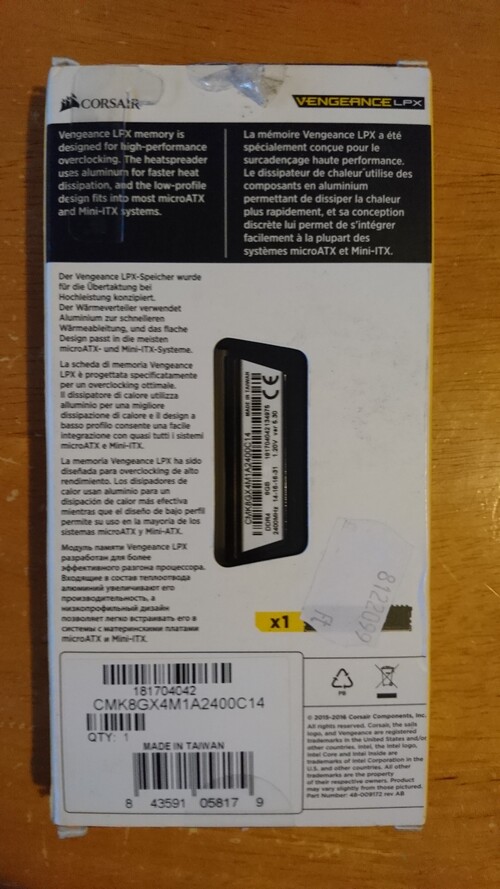 CORSAIR
VENGEANCE LPX
Vengeance LPX memory is
designed for high-performance
overclocking. The heatspreader
uses aluminum for faster heat
dissipation, and the low-profile
design fits into most microATX
and Mini-ITX systems.
La mémoire Vengeance LPX a été
spécialement conçue pour le
surcadençage haute performance.
Le dissipateur de chaleur utilise des
composants en aluminium
permettant de dissiper la chaleur
plus rapidement, et sa conception
discrète lui permet de s'intégrer
facilement à la plupart des
systèmes microATX et Mini-ITX.
Der Vengeance LPX-Speicher wurde
für die Übertaktung bei
Hochleistung konzipiert.
Der Wärmeverteiler verwendet
Aluminium zur schnelleren
Wärmeableitung, und das flache
Design passt in die meisten
microATX- und Mini-ITX-Systeme.
La scheda di memoria Vengeance
LPX è progettata specificatamente
per un overclocking ottimale.
Il dissipatore di calore utilizza
alluminio per una migliore
dissipazione di calore e il design a
basso profilo consente una facile
integrazione con quasi tutti i sistemi
microATX e Mini-ITX.
La memoria Vengeance LPX ha sido
diseñada para overclocking de alto
rendimiento. Los disipadores de
calor usan aluminio para un
disipación de calor más efectiva
mientras que el diseño de bajo perfil
permite su uso en la mayoría de los
sistemas microATX y Mini-ATX.
Модуль памяти Vengeance LPX
разработан для более
эффективного разгона процессора.
Входящие в состав теплоотвода
алюминий увеличивают его
производительность, а
низкопрофильный дизайн
позволяет легко встраивать его в
системы с материнскими платами
microATX и Mini-ITX.
CMK8GX4M1A2400C14
DDR4 8GB
2400MHz 14-16-16-31 1.20V ver 5.30
MADE IN TAIWAN
CE
x1
8122099
181704042
CMK8GX4M1A2400C14
QTY: 1
MADE IN TAIWAN
8 43591 05817 9
PB
© 2015-2016 Corsair Components, Inc.
All rights reserved. Corsair, the sails
logo, and Vengeance are registered
trademarks in the United States and/or
other countries. Intel, the Intel logo,
Intel Core and Intel Inside are
trademarks of Intel Corporation in the
U.S. and other countries. All other
trademarks are the property
of their respective owners. Product
may vary slightly from those pictured.
Part Number: 48-009172 rev AB